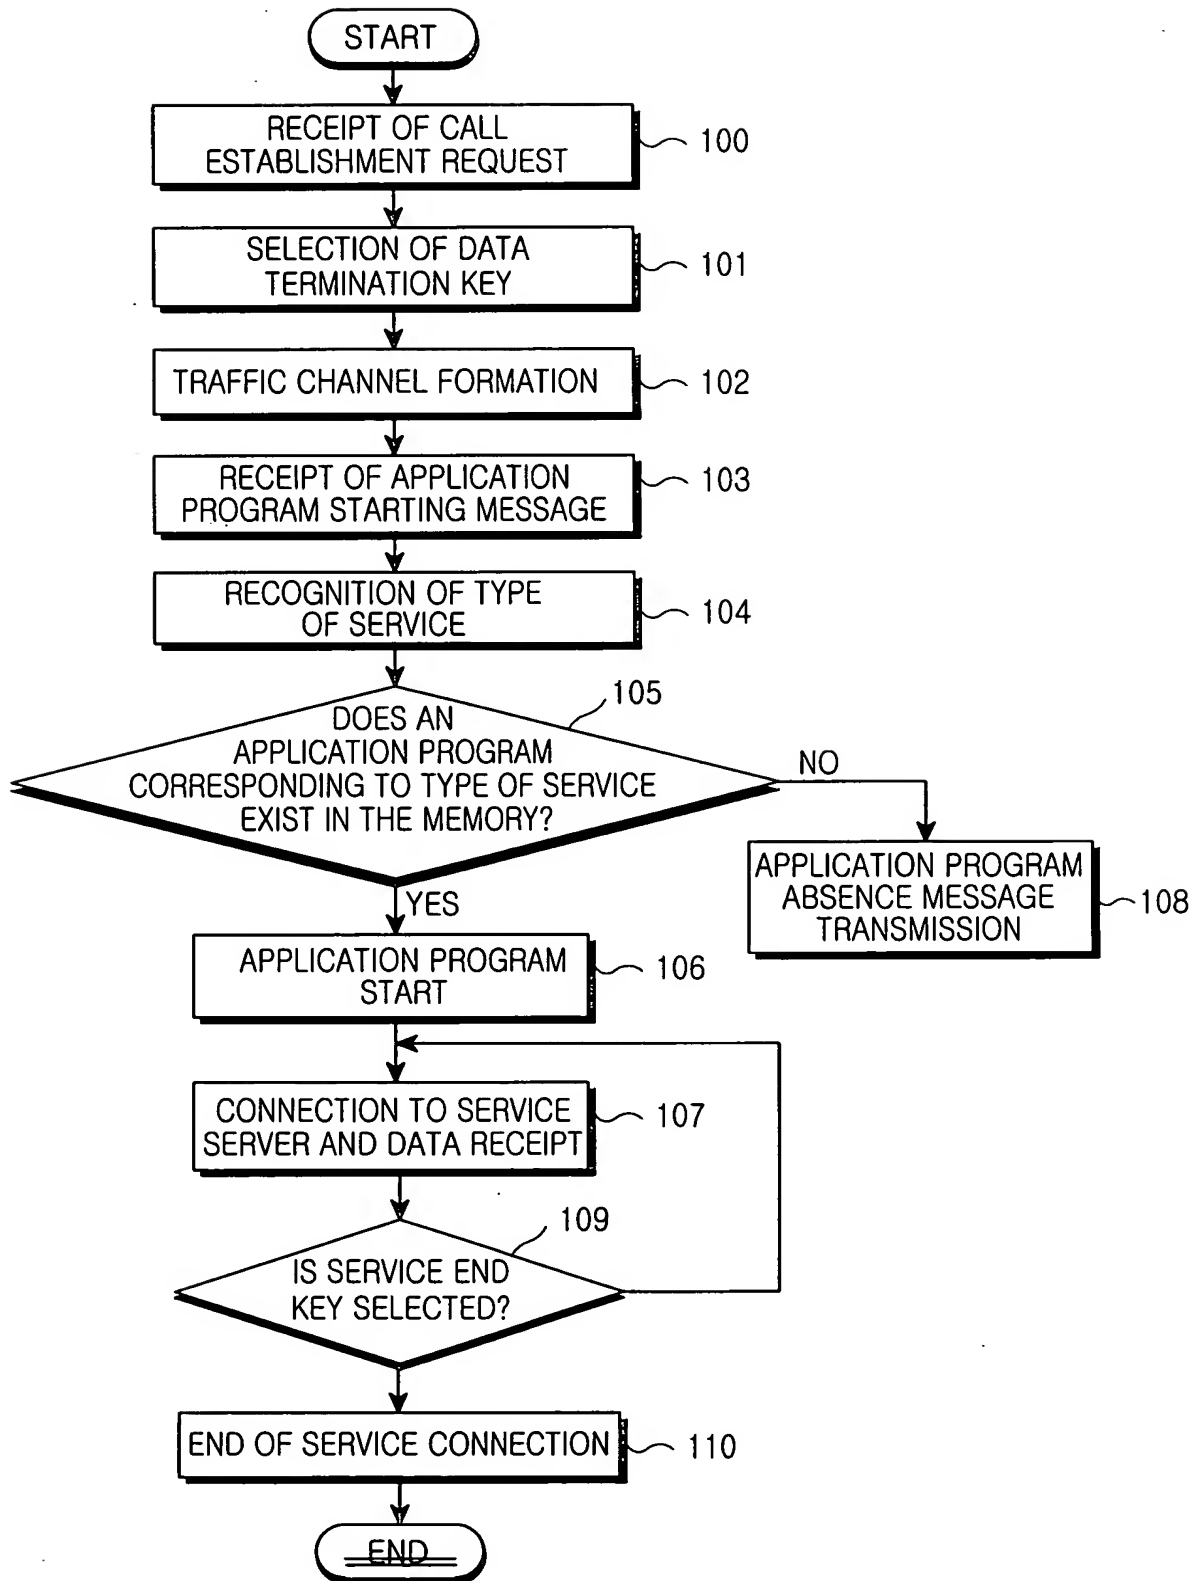 START
RECEIPT OF CALL
ESTABLISHMENT REQUEST
100
SELECTION OF DATA
TERMINATION KEY
101
TRAFFIC CHANNEL FORMATION
102
RECEIPT OF APPLICATION
PROGRAM STARTING MESSAGE
103
RECOGNITION OF TYPE
OF SERVICE
104
105
DOES AN
APPLICATION PROGRAM
CORRESPONDING TO TYPE OF SERVICE
EXIST IN THE MEMORY?
NO
APPLICATION PROGRAM
ABSENCE MESSAGE
TRANSMISSION
108
YES
APPLICATION PROGRAM
START
106
CONNECTION TO SERVICE
SERVER AND DATA RECEIPT
107
109
IS SERVICE END
KEY SELECTED?
END OF SERVICE CONNECTION
110
END